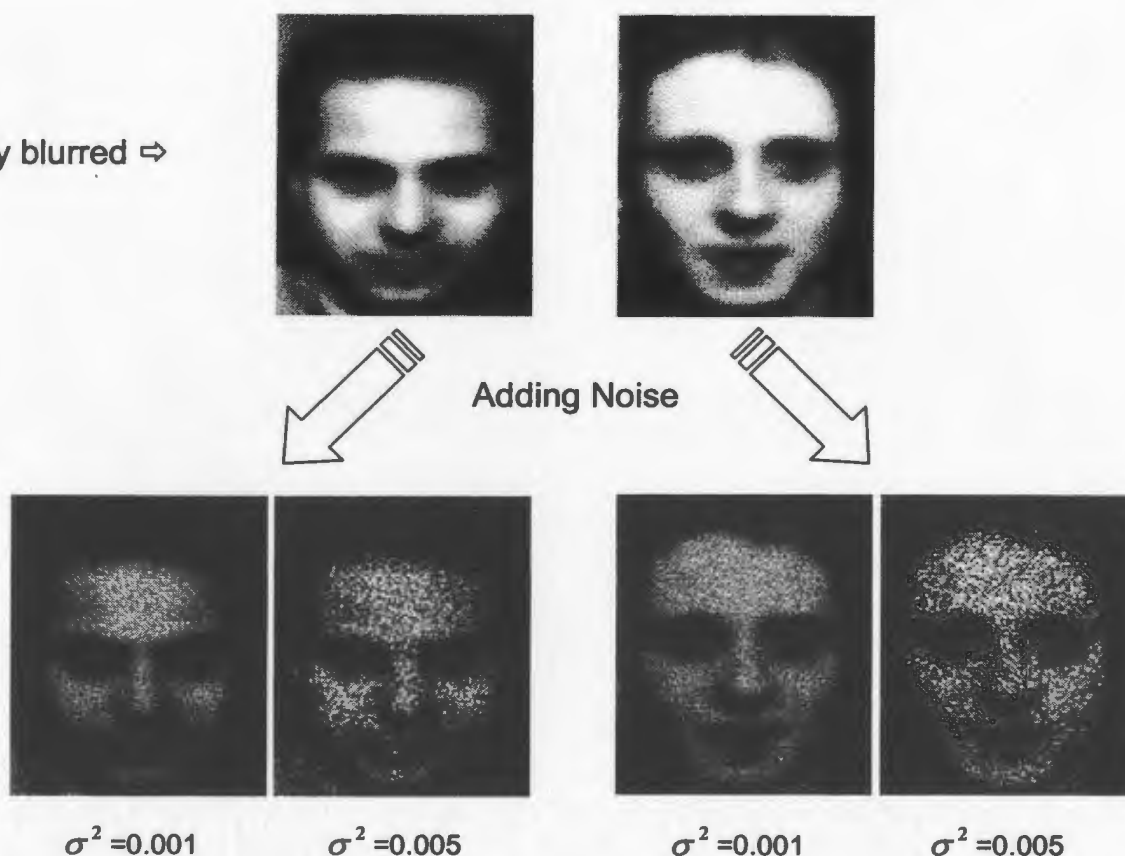 y blurred ⇨
Adding Noise
σ² =0.001 σ² =0.005 σ² =0.001 σ² =0.005